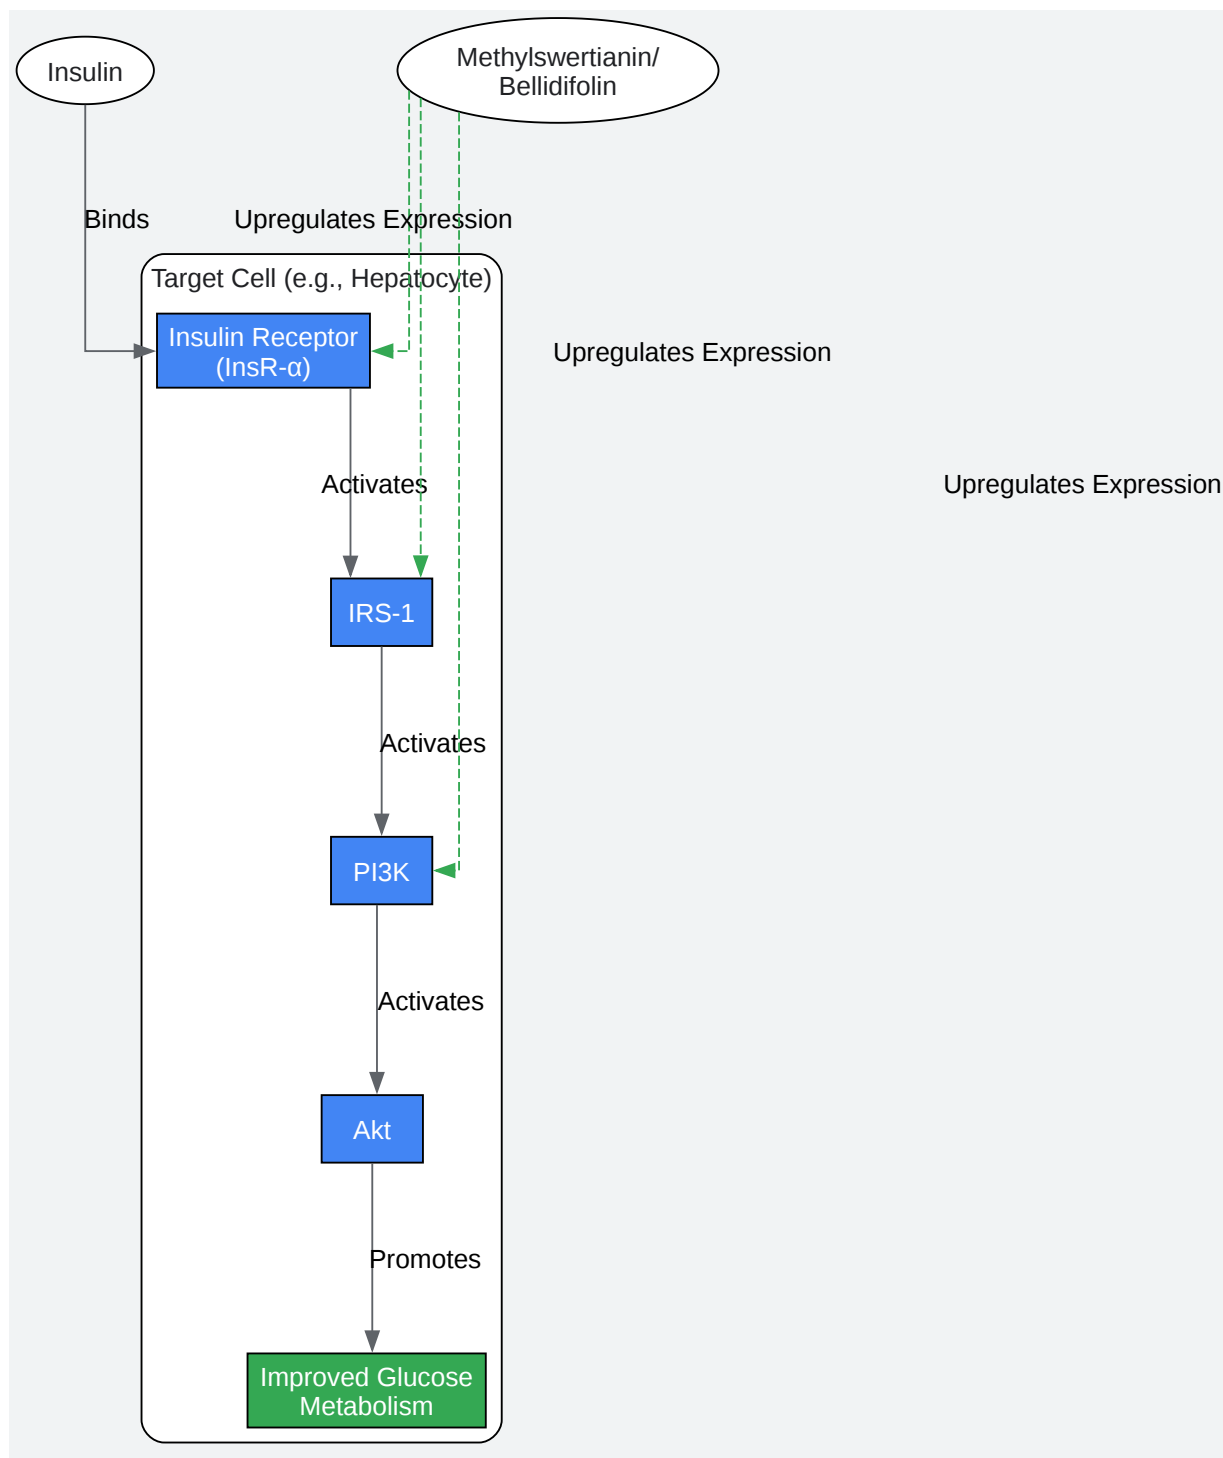 Insulin
Methylswertianin/
Bellidifolin
Binds
Upregulates Expression
Target Cell (e.g., Hepatocyte)
Insulin Receptor
(InsR-α)
Upregulates Expression
Activates
Upregulates Expression
IRS-1
Activates
PI3K
Activates
Akt
Promotes
Improved Glucose
Metabolism